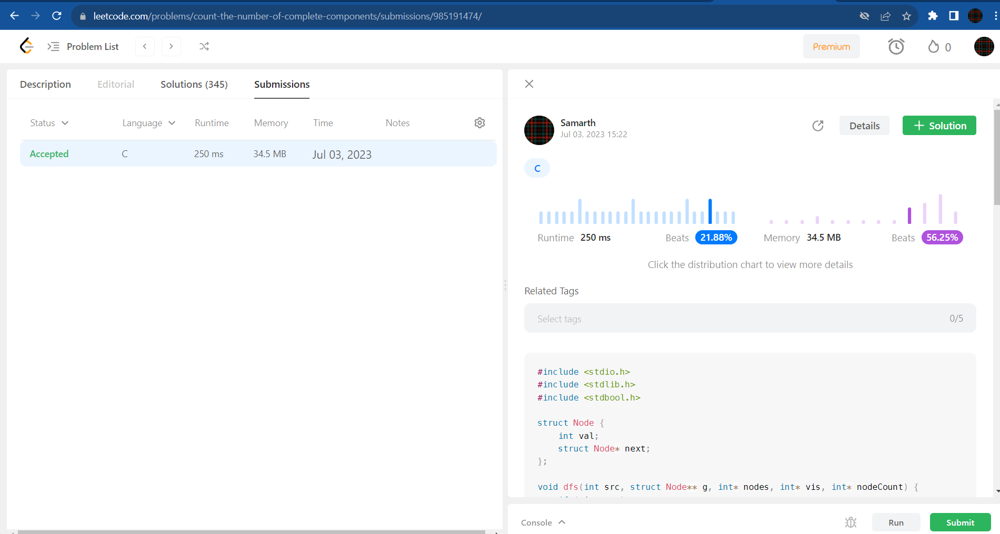 leetcode.com/problems/count-the-number-of-complete-components/submissions/985191474/
Problem List
Premium
0
Description Editorial Solutions (345) Submissions
Status Language Runtime Memory Time Notes
Accepted C 250 ms 34.5 MB Jul 03, 2023
Samarth
Jul 03, 2023 15:22
Details
+ Solution
C
Runtime 250 ms Beats 21.88%
Memory 34.5 MB Beats 56.25%
Click the distribution chart to view more details
Related Tags
Select tags 0/5
#include <stdio.h>
#include <stdlib.h>
#include <stdbool.h>
struct Node {
int val;
struct Node* next;
};
void dfs(int src, struct Node** g, int* nodes, int* vis, int* nodeCount) {
Console
Run
Submit